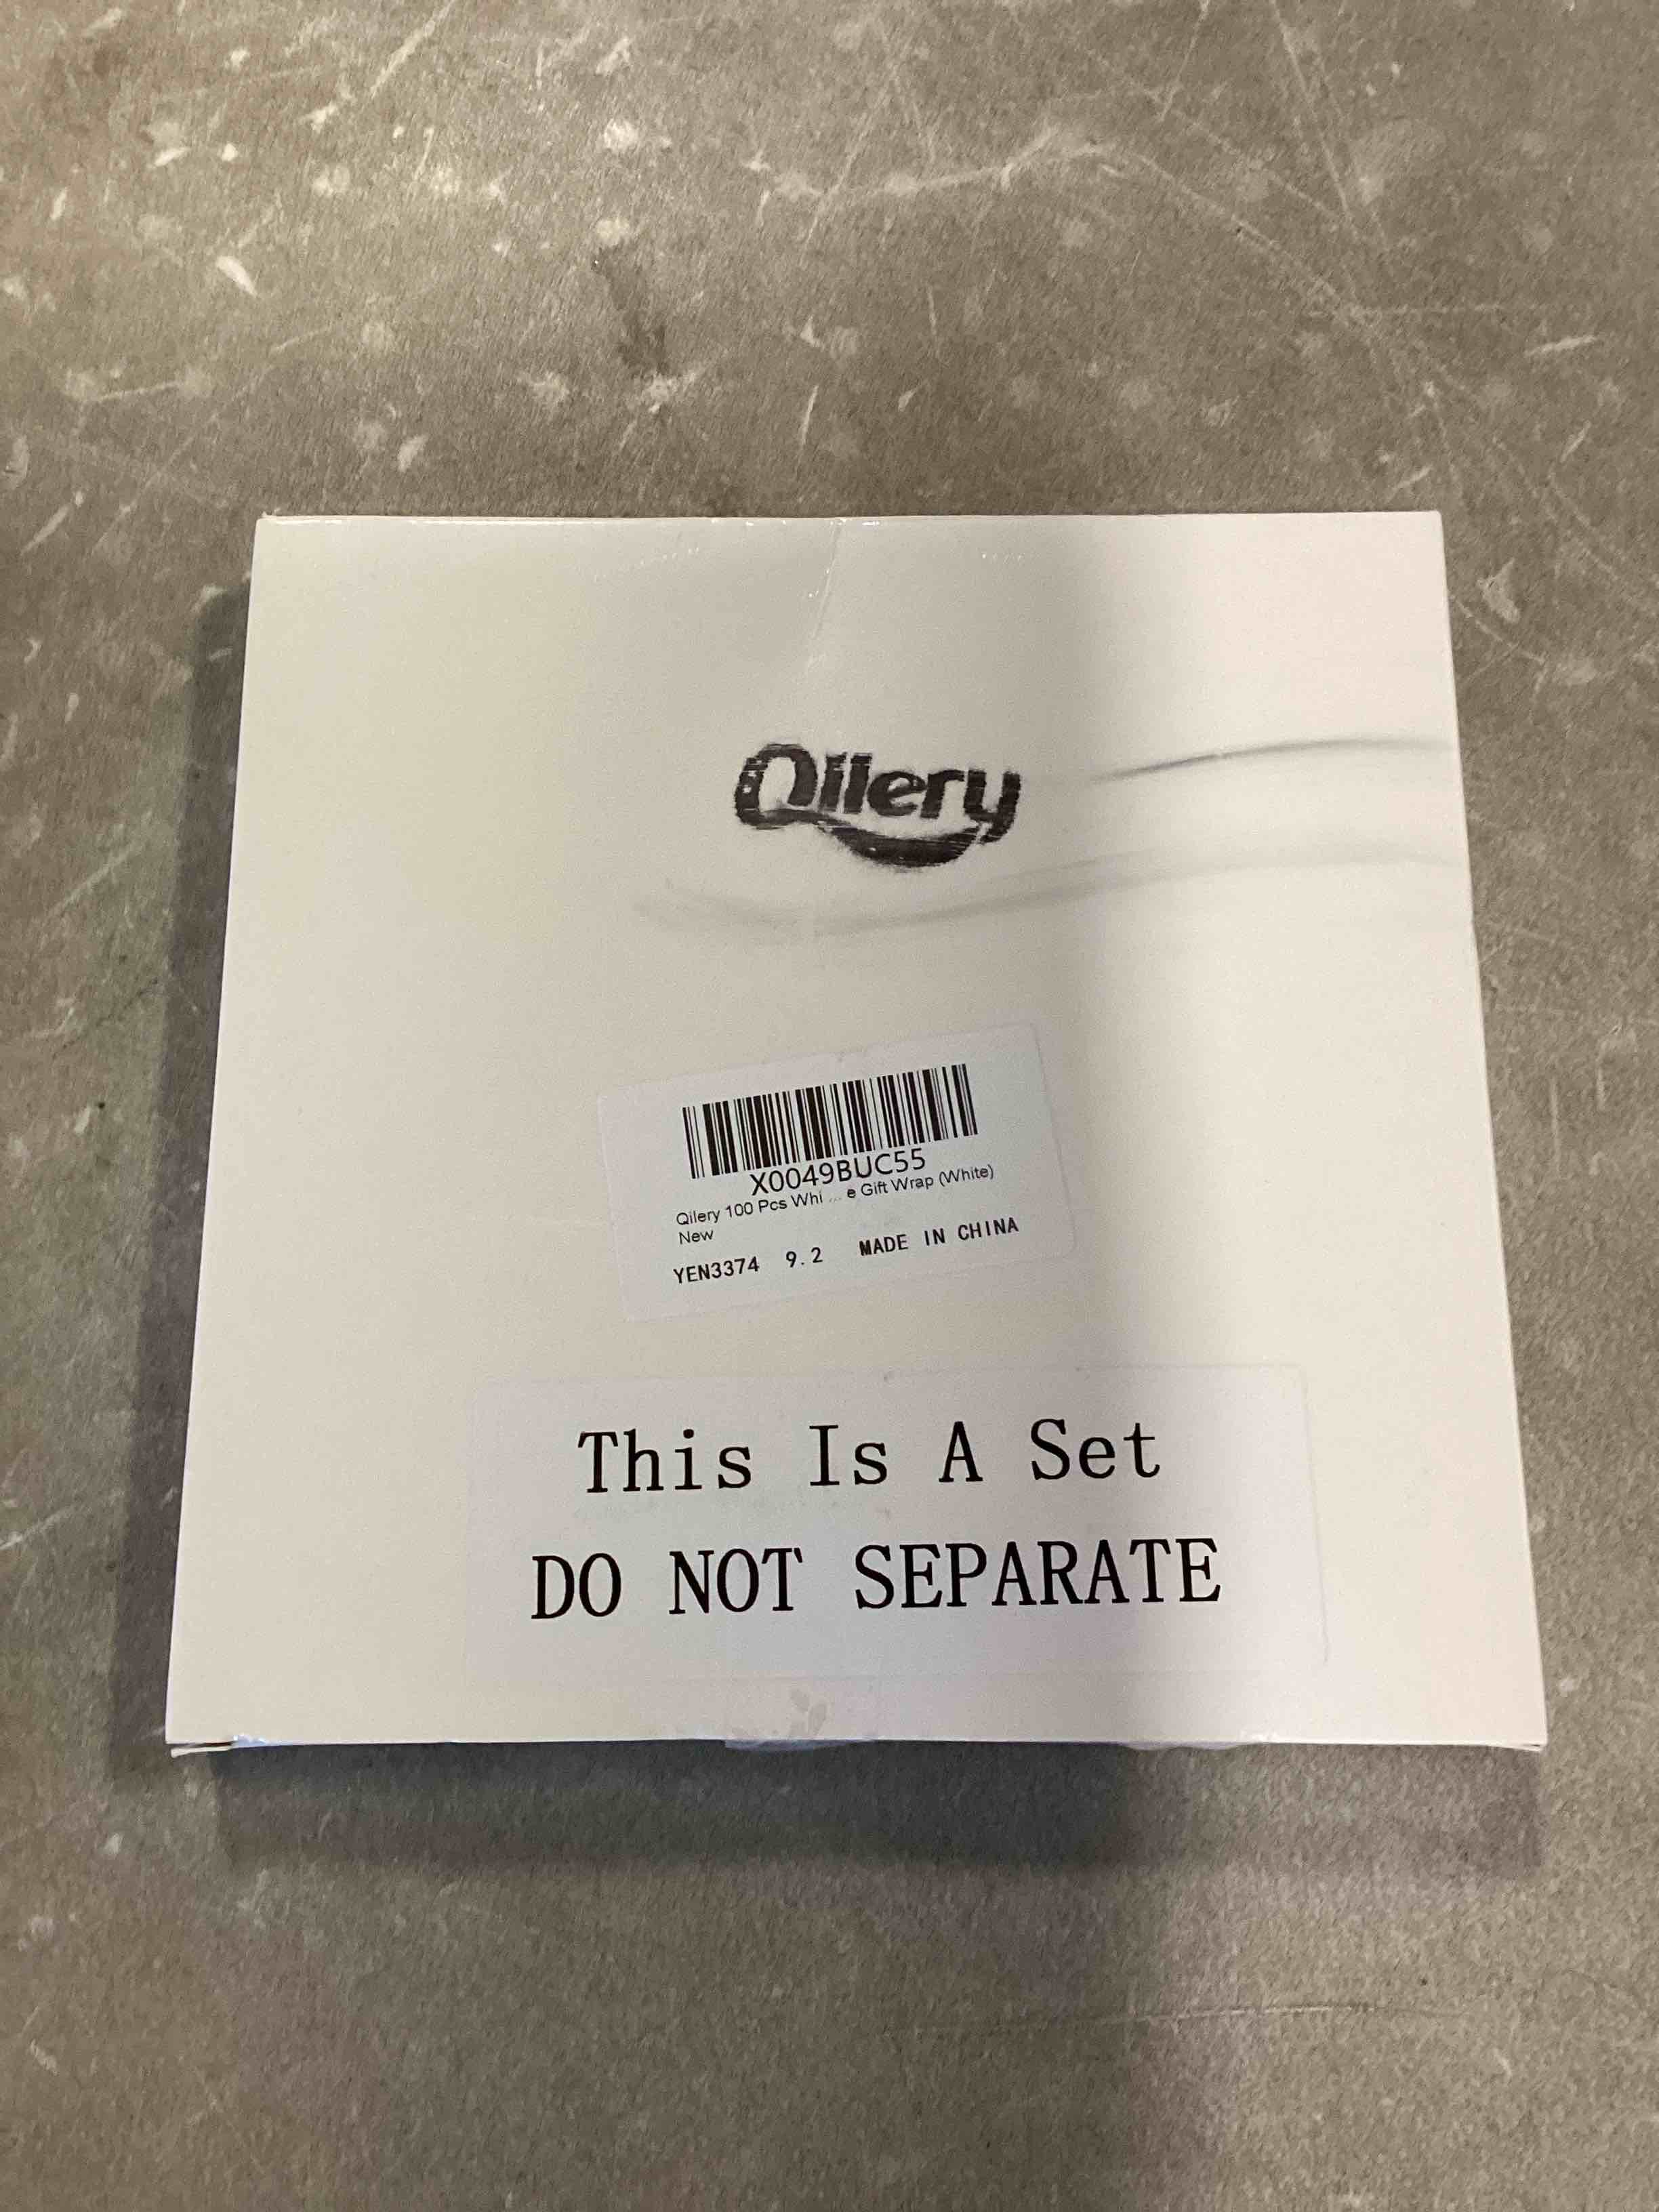 Qilery
X0049BUC55
Qilery 100 Pcs Whi ... e Gift Wrap (White)
New
YEN3374 9.2 MADE IN CHINA
This Is A Set
DO NOT SEPARATE